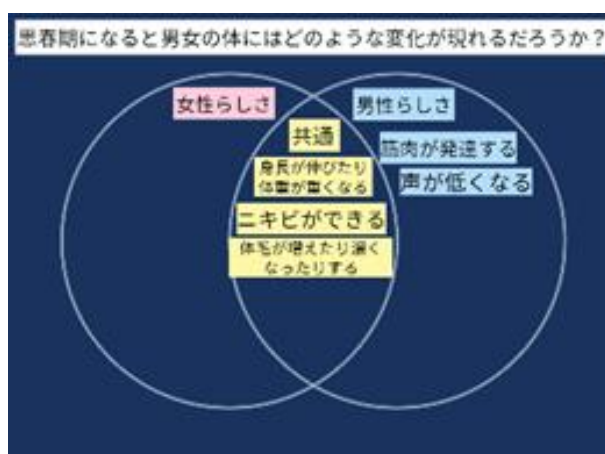 思春期になると男女の体にはどのような変化が現れるだろうか？
女性らしさ
男性らしさ
共通
筋肉が発達する
身長が伸びたり
体重が重くなる
声が低くなる
ニキビができる
体毛が増えたり濃く
なったりする